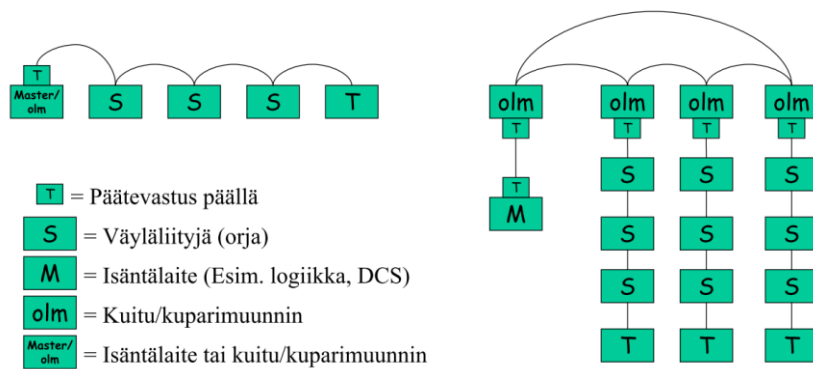 T
Master/
olm
S
S
S
T
olm
olm
olm
olm
T
T
T
T
T
M
S
S
S
S
S
S
S
S
S
T
T
T
T = Päätevastus päällä
S = Väyläliityjä (orja)
M = Isäntälaite (Esim. logiikka, DCS)
olm = Kuitu/kuparimuunnin
Master/
olm = Isäntälaite tai kuitu/kuparimuunnin